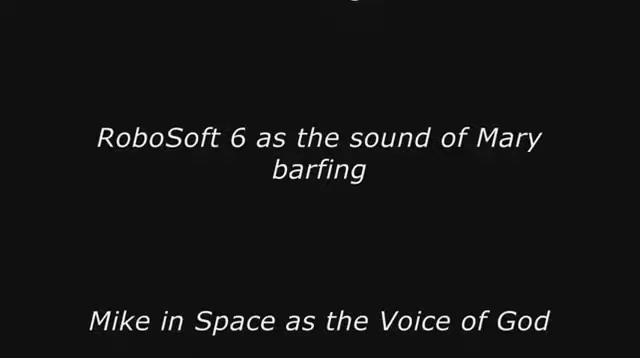 RoboSoft 6 as the sound of Mary
barfing
Mike in Space as the Voice of God